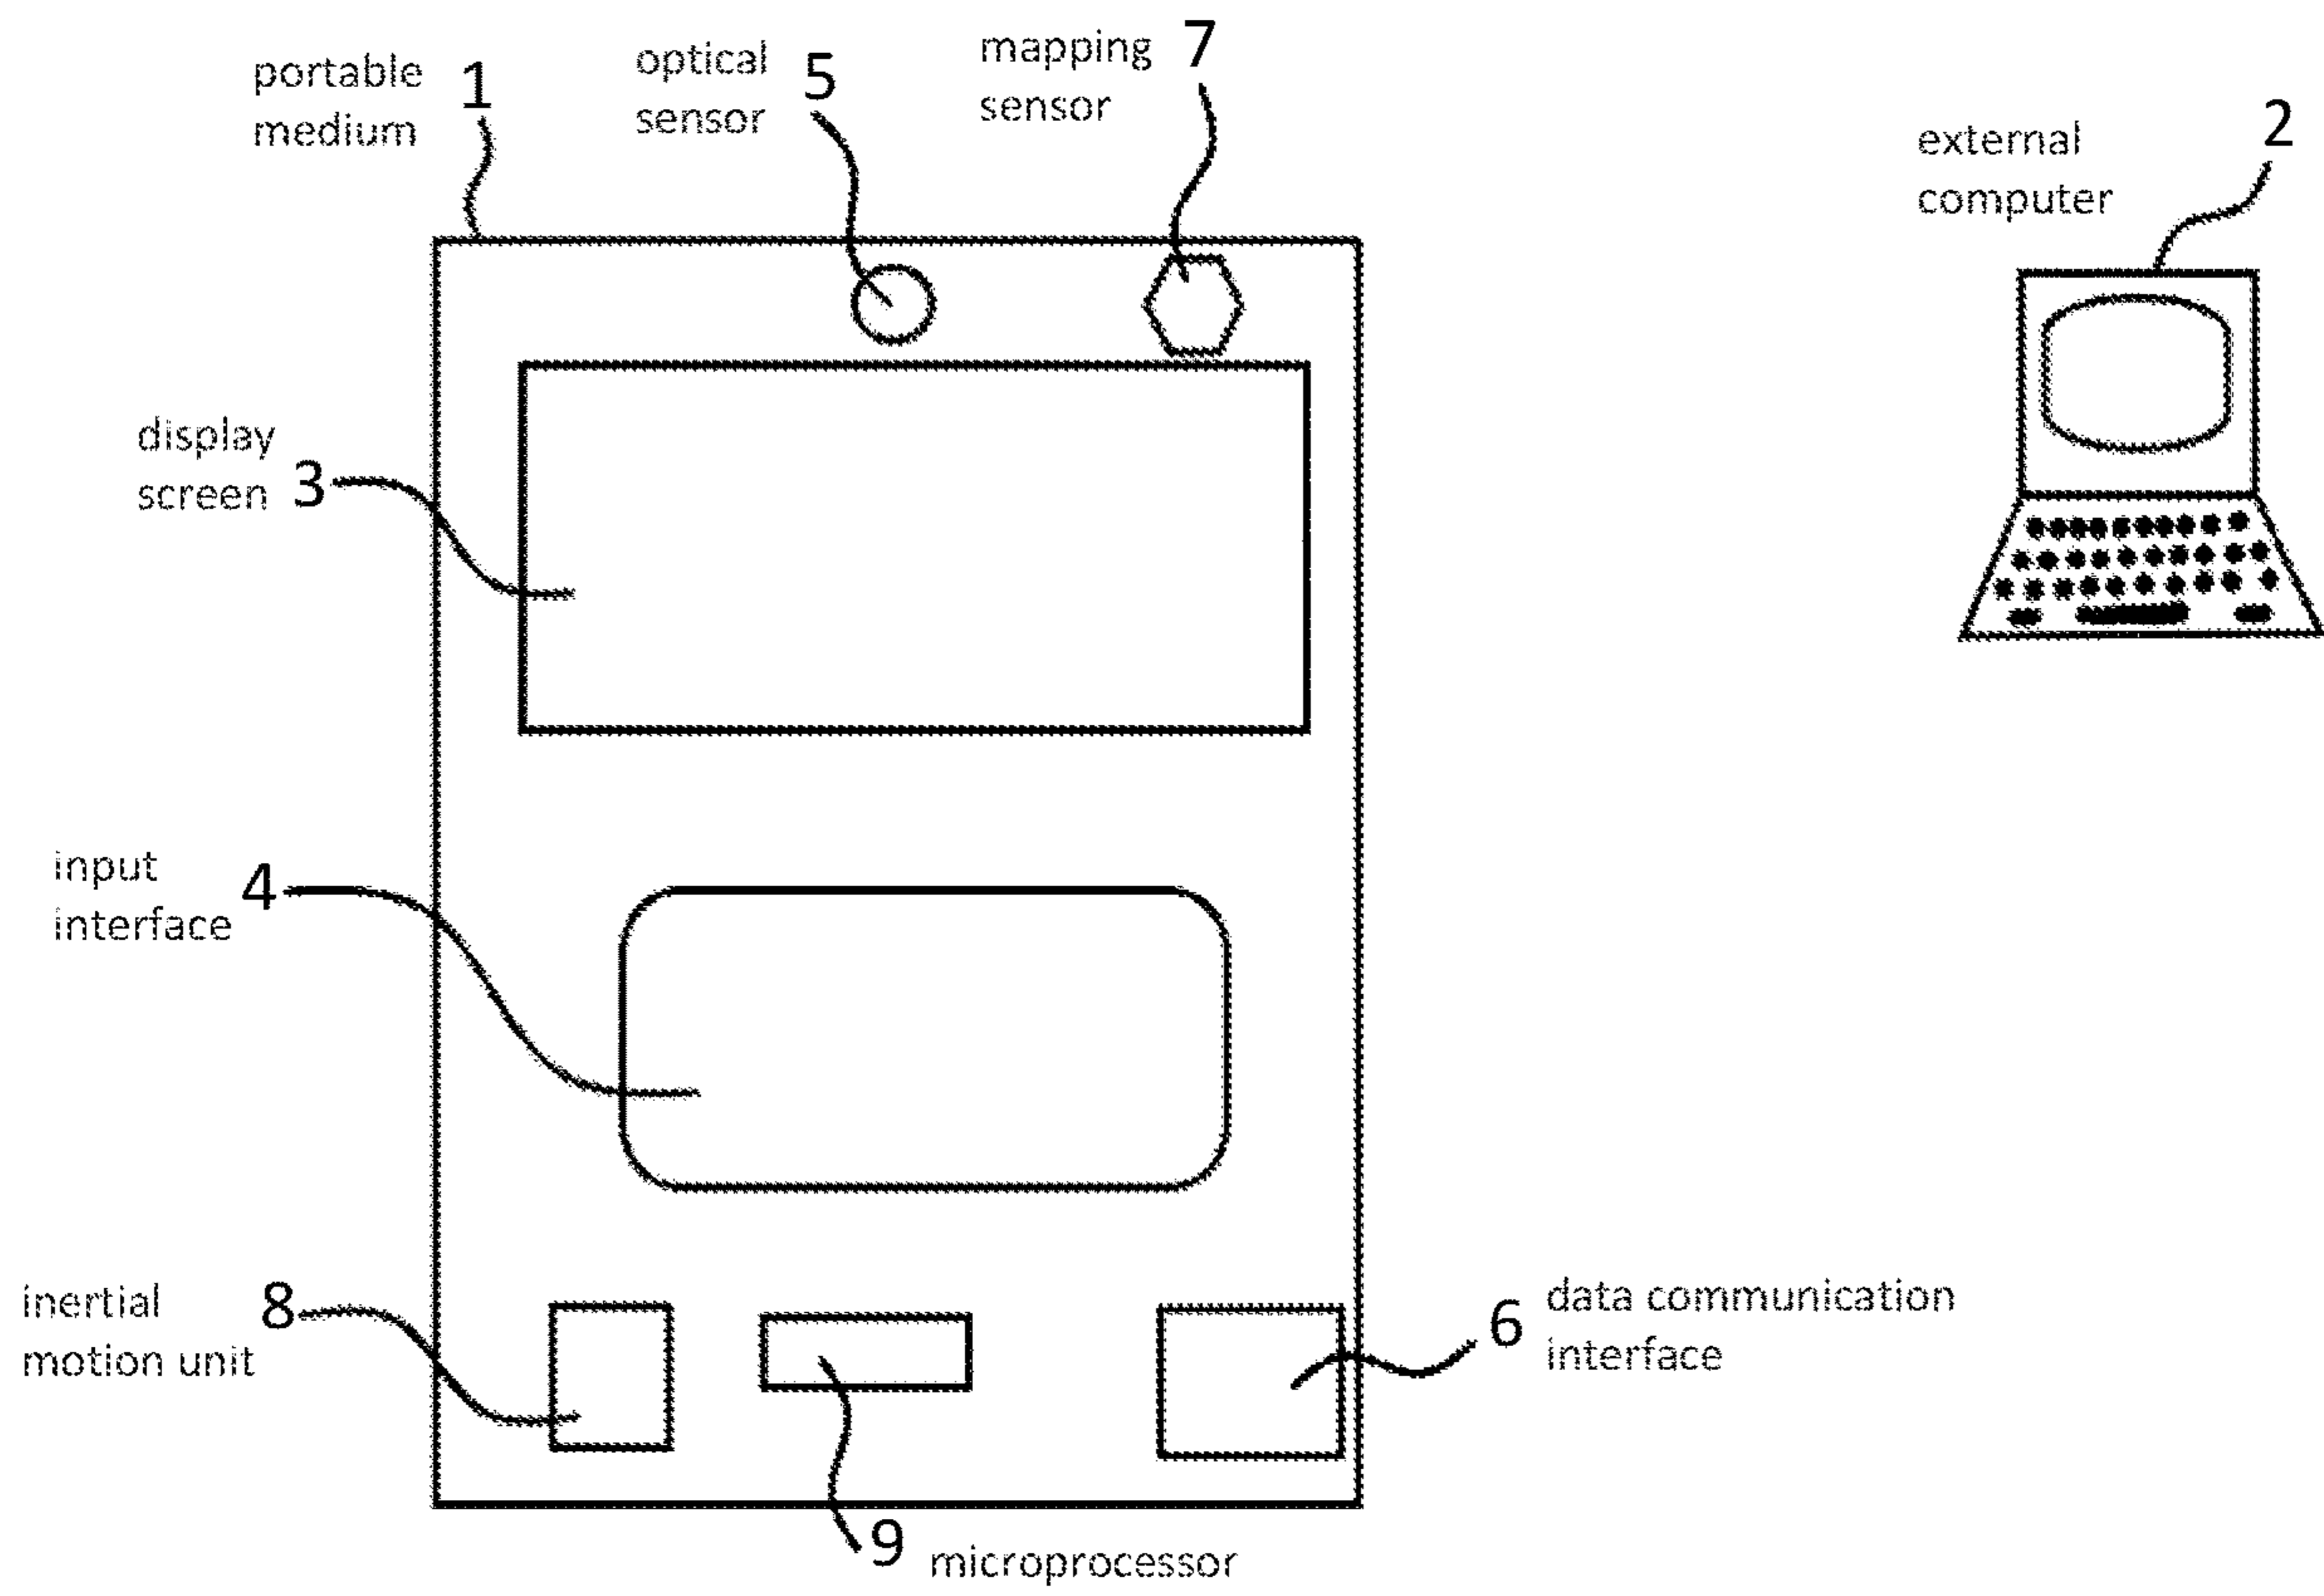 portable 1
medium
optical 5
sensor
mapping 7
sensor
external 2
computer
display
screen 3
input 4
interface
inertial 8
motion unit
6 data communication
interface
9 microprocessor